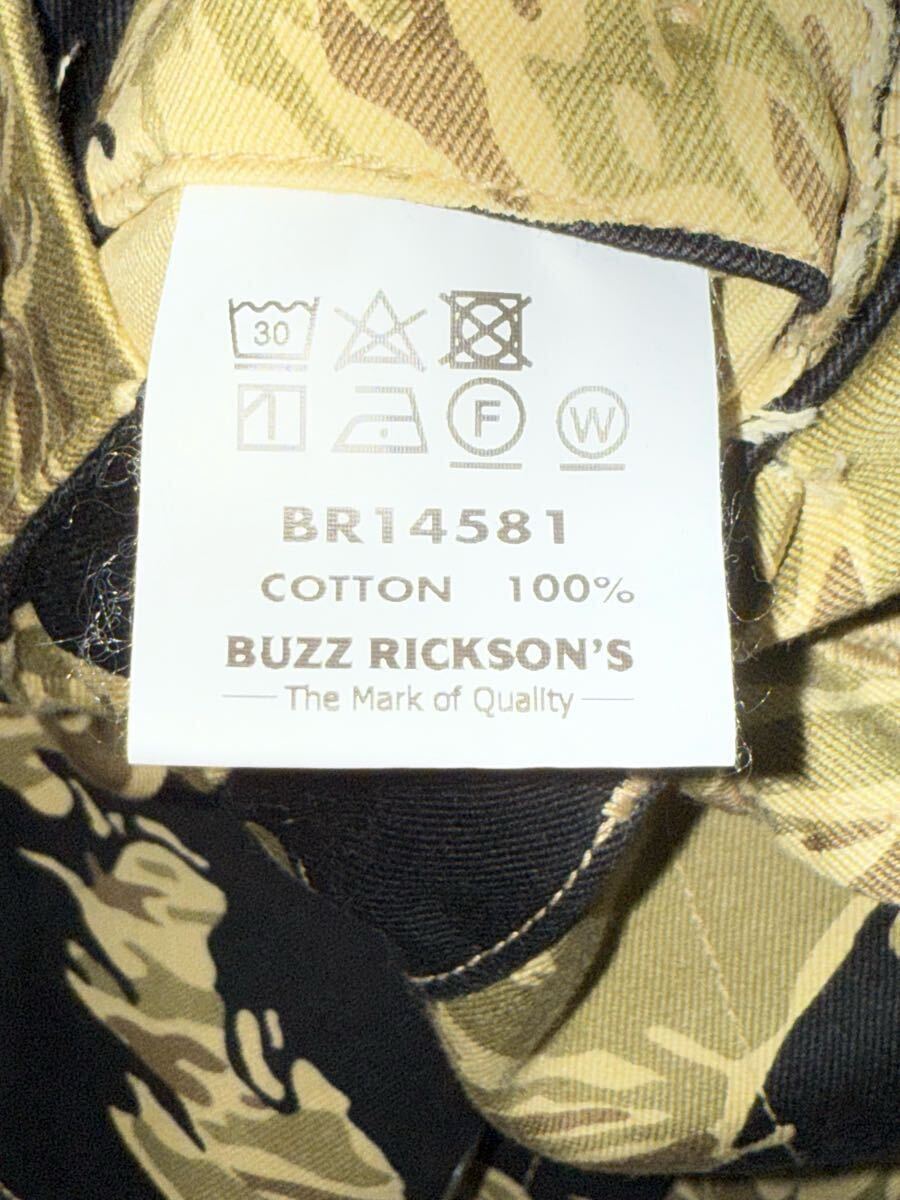 30
F W
BR14581
COTTON 100%
BUZZ RICKSON'S
The Mark of Quality